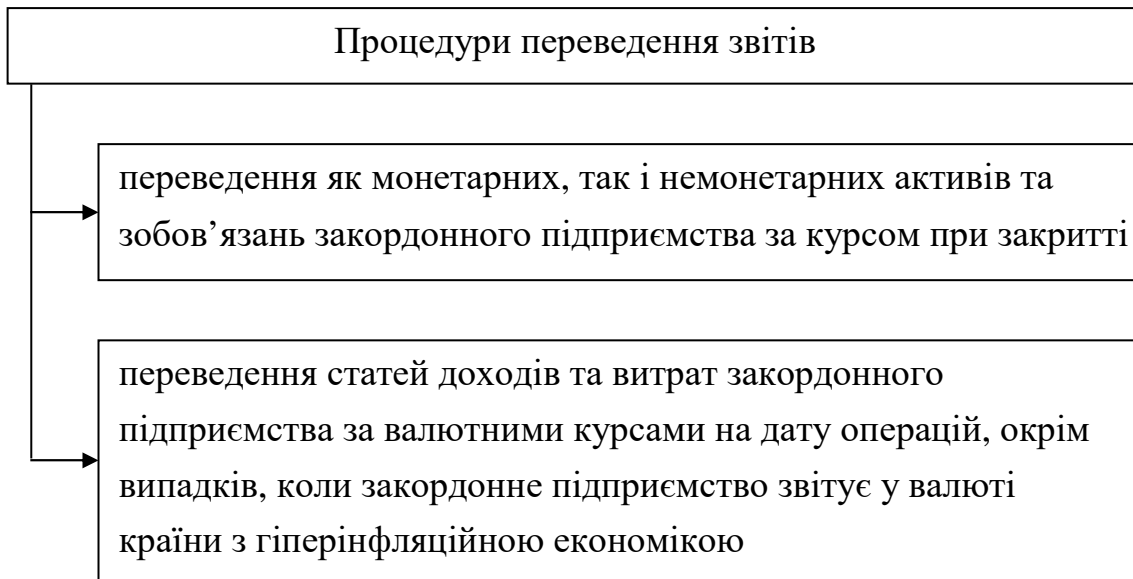 Процедури переведення звітів
переведення як монетарних, так і немонетарних активів та
зобов’язань закордонного підприємства за курсом при закритті
переведення статей доходів та витрат закордонного
підприємства за валютними курсами на дату операцій, окрім
випадків, коли закордонне підприємство звітує у валюті
країни з гіперінфляційною економікою